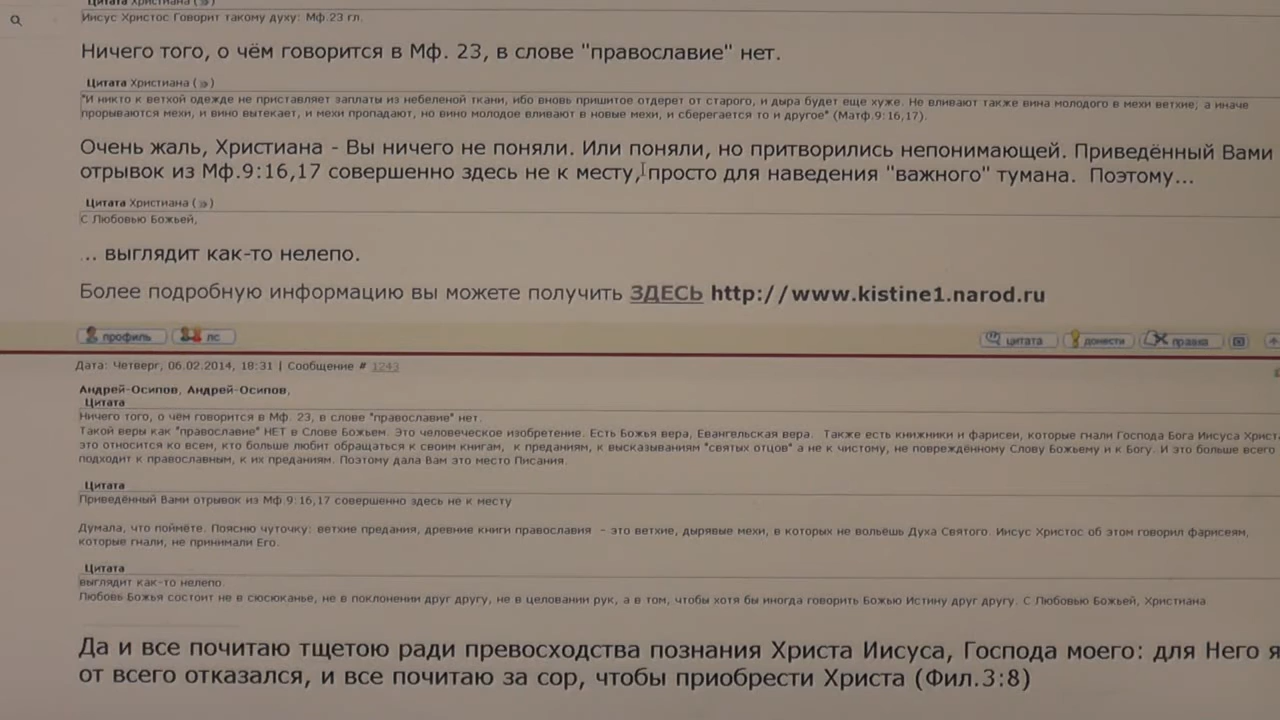 Цитата Христиана (»)
Иисус Христос Говорит такому духу: Мф.23 гл.
Ничего того, о чём говорится в Мф. 23, в слове "православие" нет.
Цитата Христиана (»)
"И никто к ветхой одежде не приставляет заплаты из небеленой ткани, ибо вновь пришитое отдерет от старого, и дыра будет еще хуже. Не вливают также вина молодого в мехи ветхие; а иначе
прорываются мехи, и вино вытекает, и мехи пропадают, но вино молодое вливают в новые мехи, и сберегается то и другое" (Матф.9:16,17).
Очень жаль, Христиана - Вы ничего не поняли. Или поняли, но притворились непонимающей. Приведённый Вами
отрывок из Мф.9:16,17 совершенно здесь не к месту, просто для наведения "важного" тумана. Поэтому...
Цитата Христиана (»)
С Любовью Божьей,
... выглядит как-то нелепо.
Более подробную информацию вы можете получить ЗДЕСЬ http://www.kistine1.narod.ru
профиль лс цитата донести правка
Дата: Четверг, 06.02.2014, 18:31 | Сообщение # 1243
Андрей-Осипов, Андрей-Осипов,
Цитата
Ничего того, о чем говорится в Мф. 23, в слове "православие" нет.
Такой веры как "православие" НЕТ в Слове Божьем. Это человеческое изобретение. Есть Божья вера, Евангельская вера. Также есть книжники и фарисеи, которые гнали Господа Бога Иисуса Христа
это относится ко всем, кто больше любит обращаться к своим книгам, к преданиям, к высказываниям "святых отцов" а не к чистому, не повреждённому Слову Божьему и к Богу. И это больше всего
подходит к православным, к их преданиям. Поэтому дала Вам это место Писания.
Цитата
Приведённый Вами отрывок из Мф.9:16,17 совершенно здесь не к месту
Думала, что поймёте. Поясню чуточку: ветхие предания, древние книги православия - это ветхие, дырявые мехи, в которых не вольёшь Духа Святого. Иисус Христос об этом говорил фарисеям,
которые гнали, не принимали Его.
Цитата
выглядит как-то нелепо.
Любовь Божья состоит не в сюсюканье, не в поклонении друг другу, не в целовании рук, а в том, чтобы хотя бы иногда говорить Божью Истину друг другу. С Любовью Божьей, Христиана
Да и все почитаю тщетою ради превосходства познания Христа Иисуса, Господа моего: для Него я
от всего отказался, и все почитаю за сор, чтобы приобрести Христа (Фил.3:8)